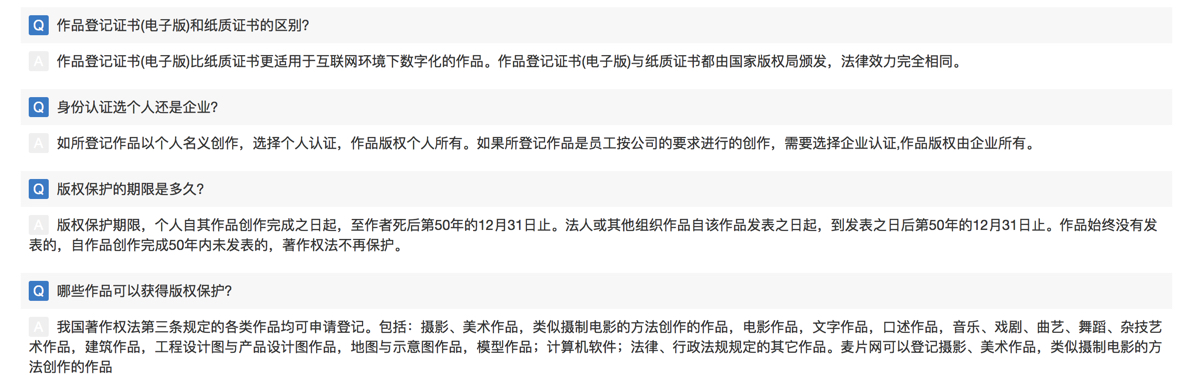 Q 作品登记证书(电子版)和纸质证书的区别?
A 作品登记证书(电子版)比纸质证书更适用于互联网环境下数字化的作品。作品登记证书(电子版)与纸质证书都由国家版权局颁发，法律效力完全相同。
Q 身份认证选个人还是企业?
A 如所登记作品以个人名义创作，选择个人认证，作品版权个人所有。如果所登记作品是员工按公司的要求进行的创作，需要选择企业认证,作品版权由企业所有。
Q 版权保护的期限是多久?
A 版权保护期限，个人自其作品创作完成之日起，至作者死后第50年的12月31日止。法人或其他组织作品自该作品发表之日起，到发表之日后第50年的12月31日止。作品始终没有发
表的，自作品创作完成50年内未发表的，著作权法不再保护。
Q 哪些作品可以获得版权保护?
A 我国著作权法第三条规定的各类作品均可申请登记。包括：摄影、美术作品，类似摄制电影的方法创作的作品，电影作品，文字作品，口述作品，音乐、戏剧、曲艺、舞蹈、杂技艺
术作品，建筑作品，工程设计图与产品设计图作品，地图与示意图作品，模型作品；计算机软件；法律、行政法规规定的其它作品。麦片网可以登记摄影、美术作品，类似摄制电影的方
法创作的作品